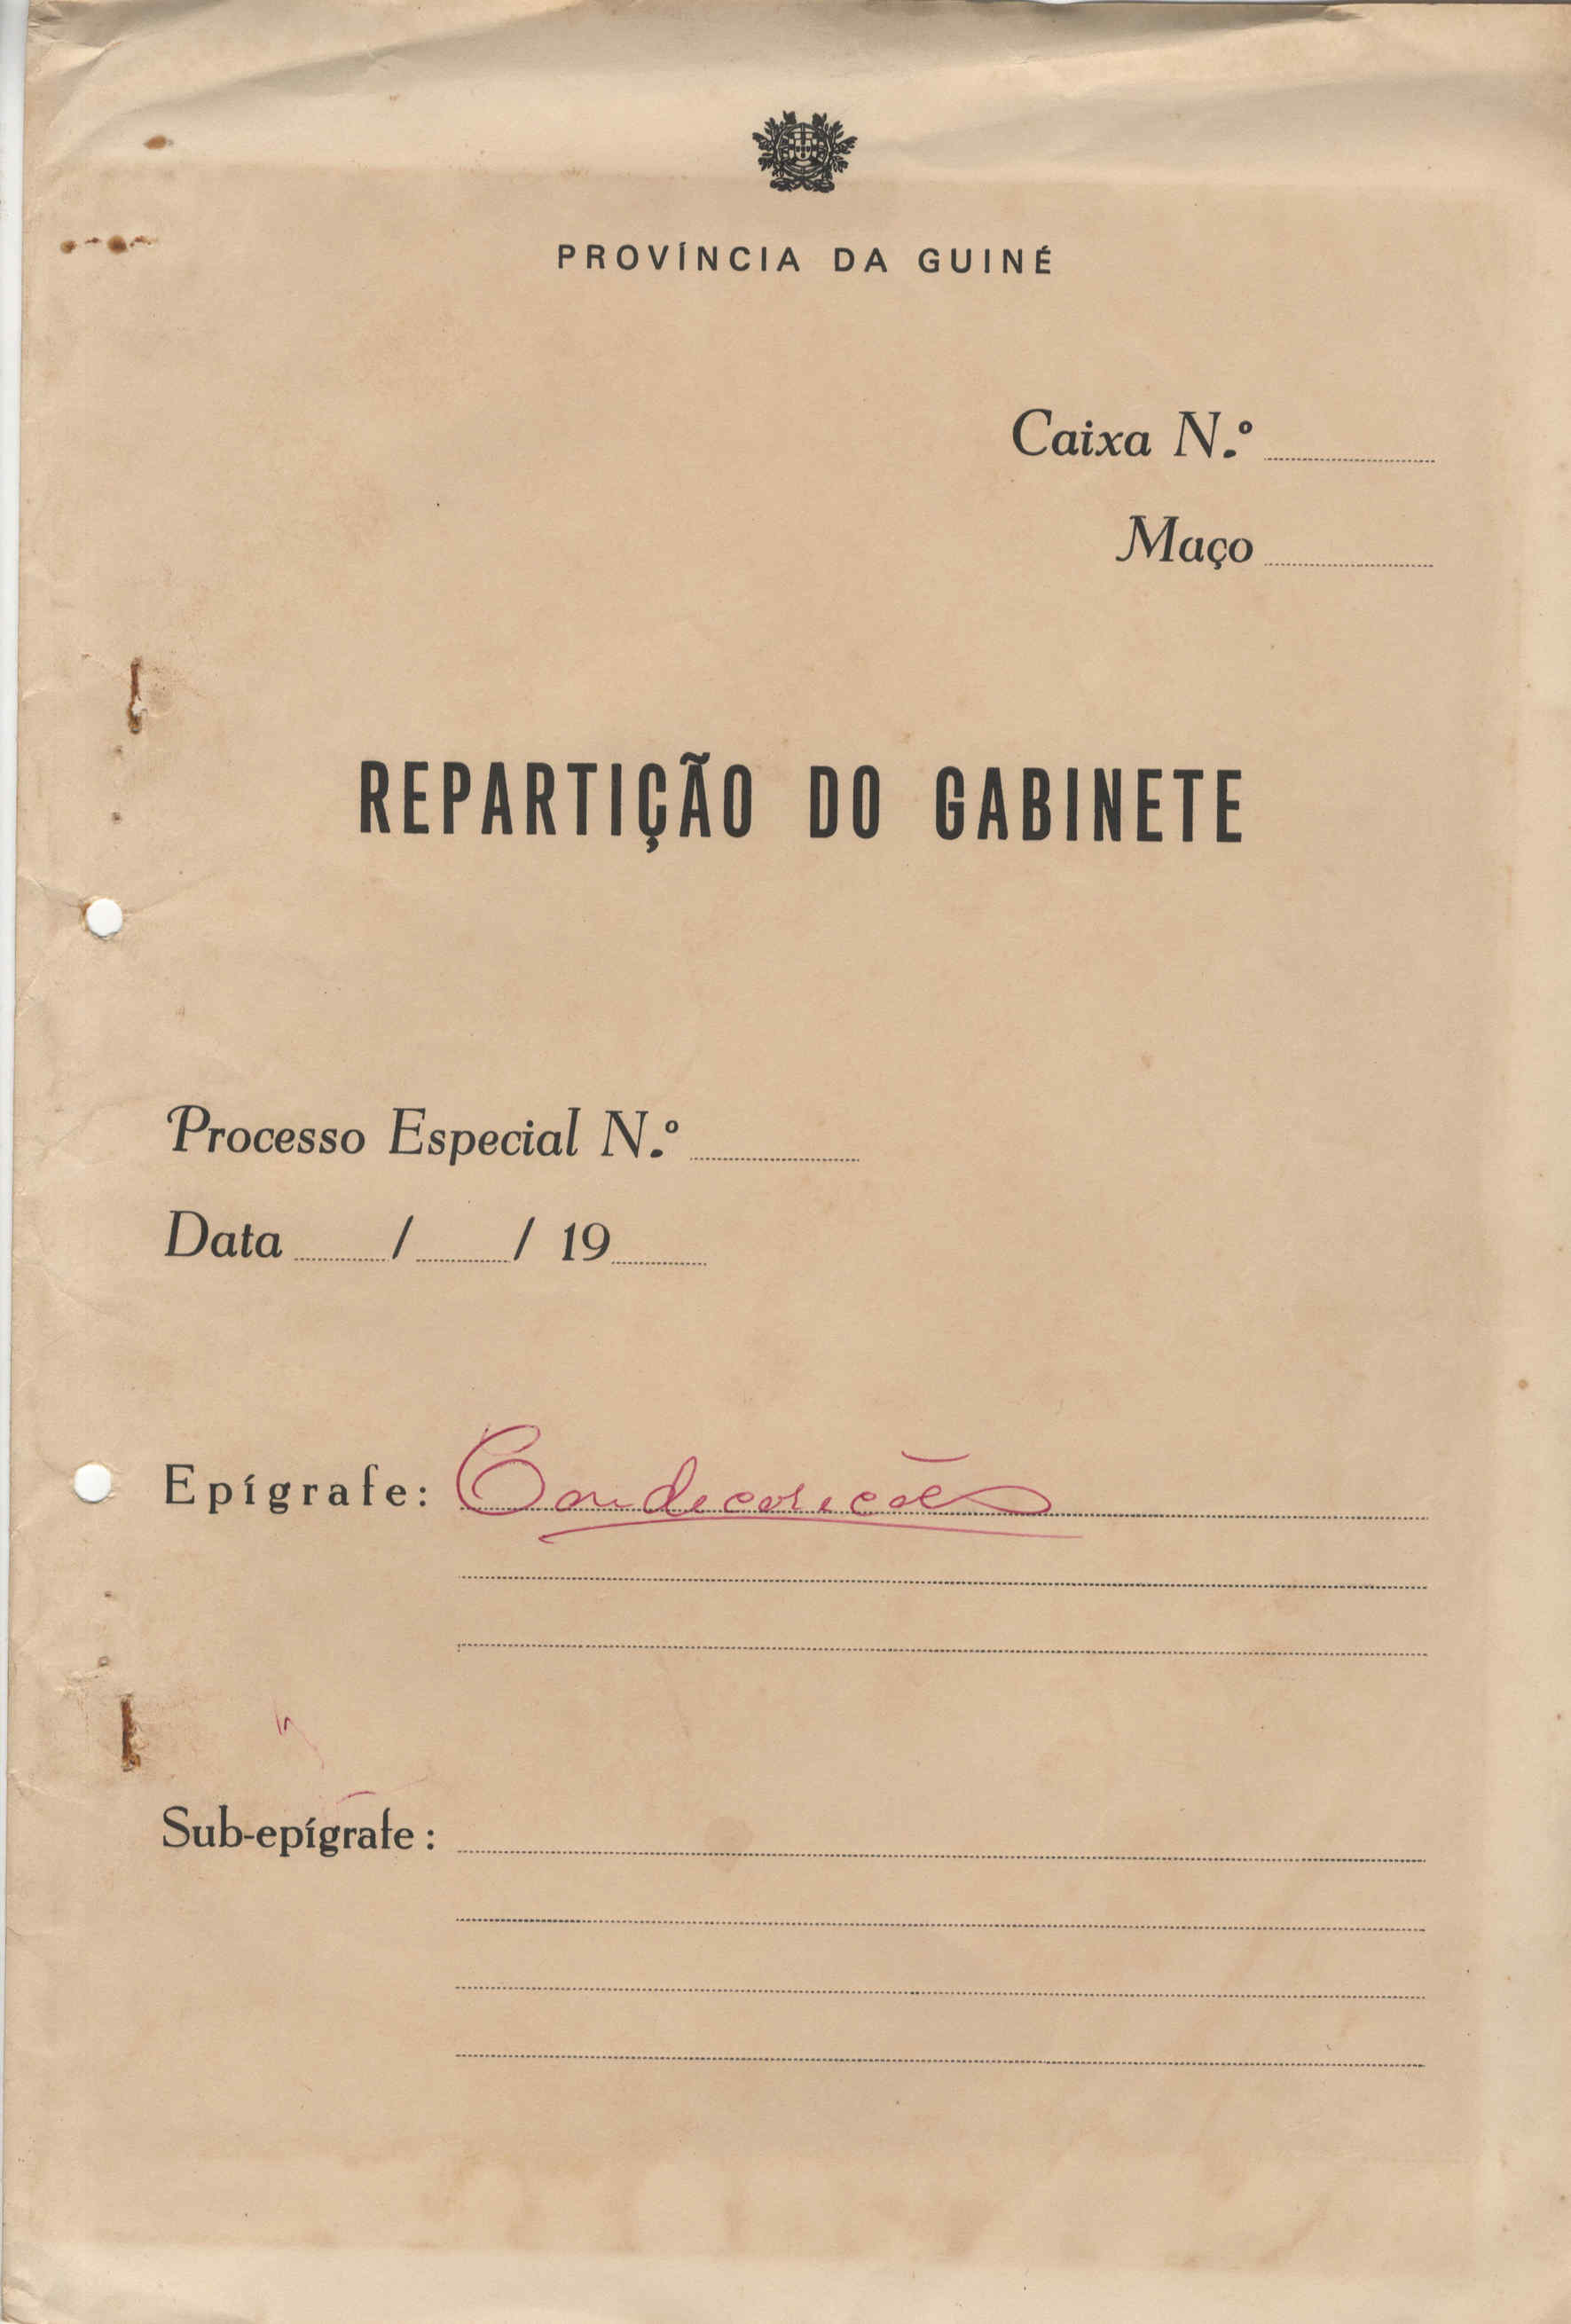 PROVÍNCIA DA GUINÉ
Caixa N.º
Maço
REPARTIÇÃO DO GABINETE
Processo Especial N.º
Data / / 19
Epígrafe: Condecorações
Sub-epígrafe: